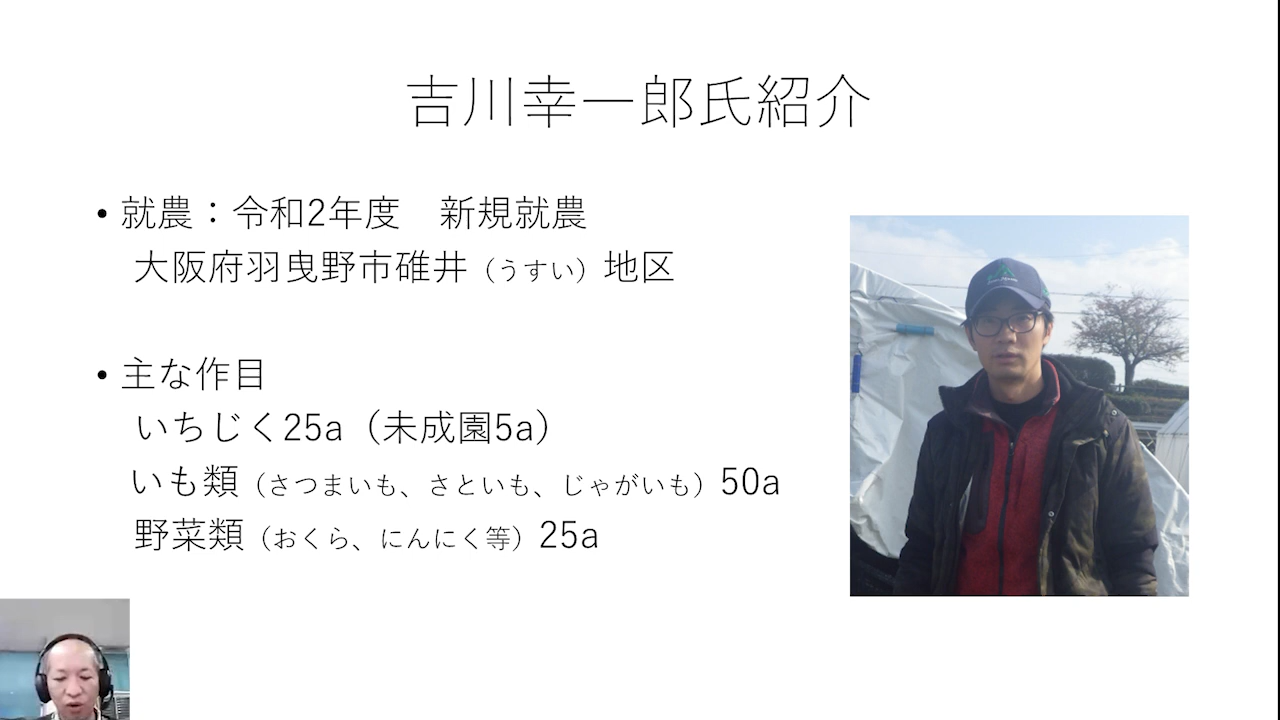 吉川幸一郎氏紹介
• 就農：令和2年度　新規就農
大阪府羽曳野市碓井（うすい）地区
• 主な作目
いちじく25a（未成園5a）
いも類（さつまいも、さといも、じゃがいも）50a
野菜類（おくら、にんにく等）25a